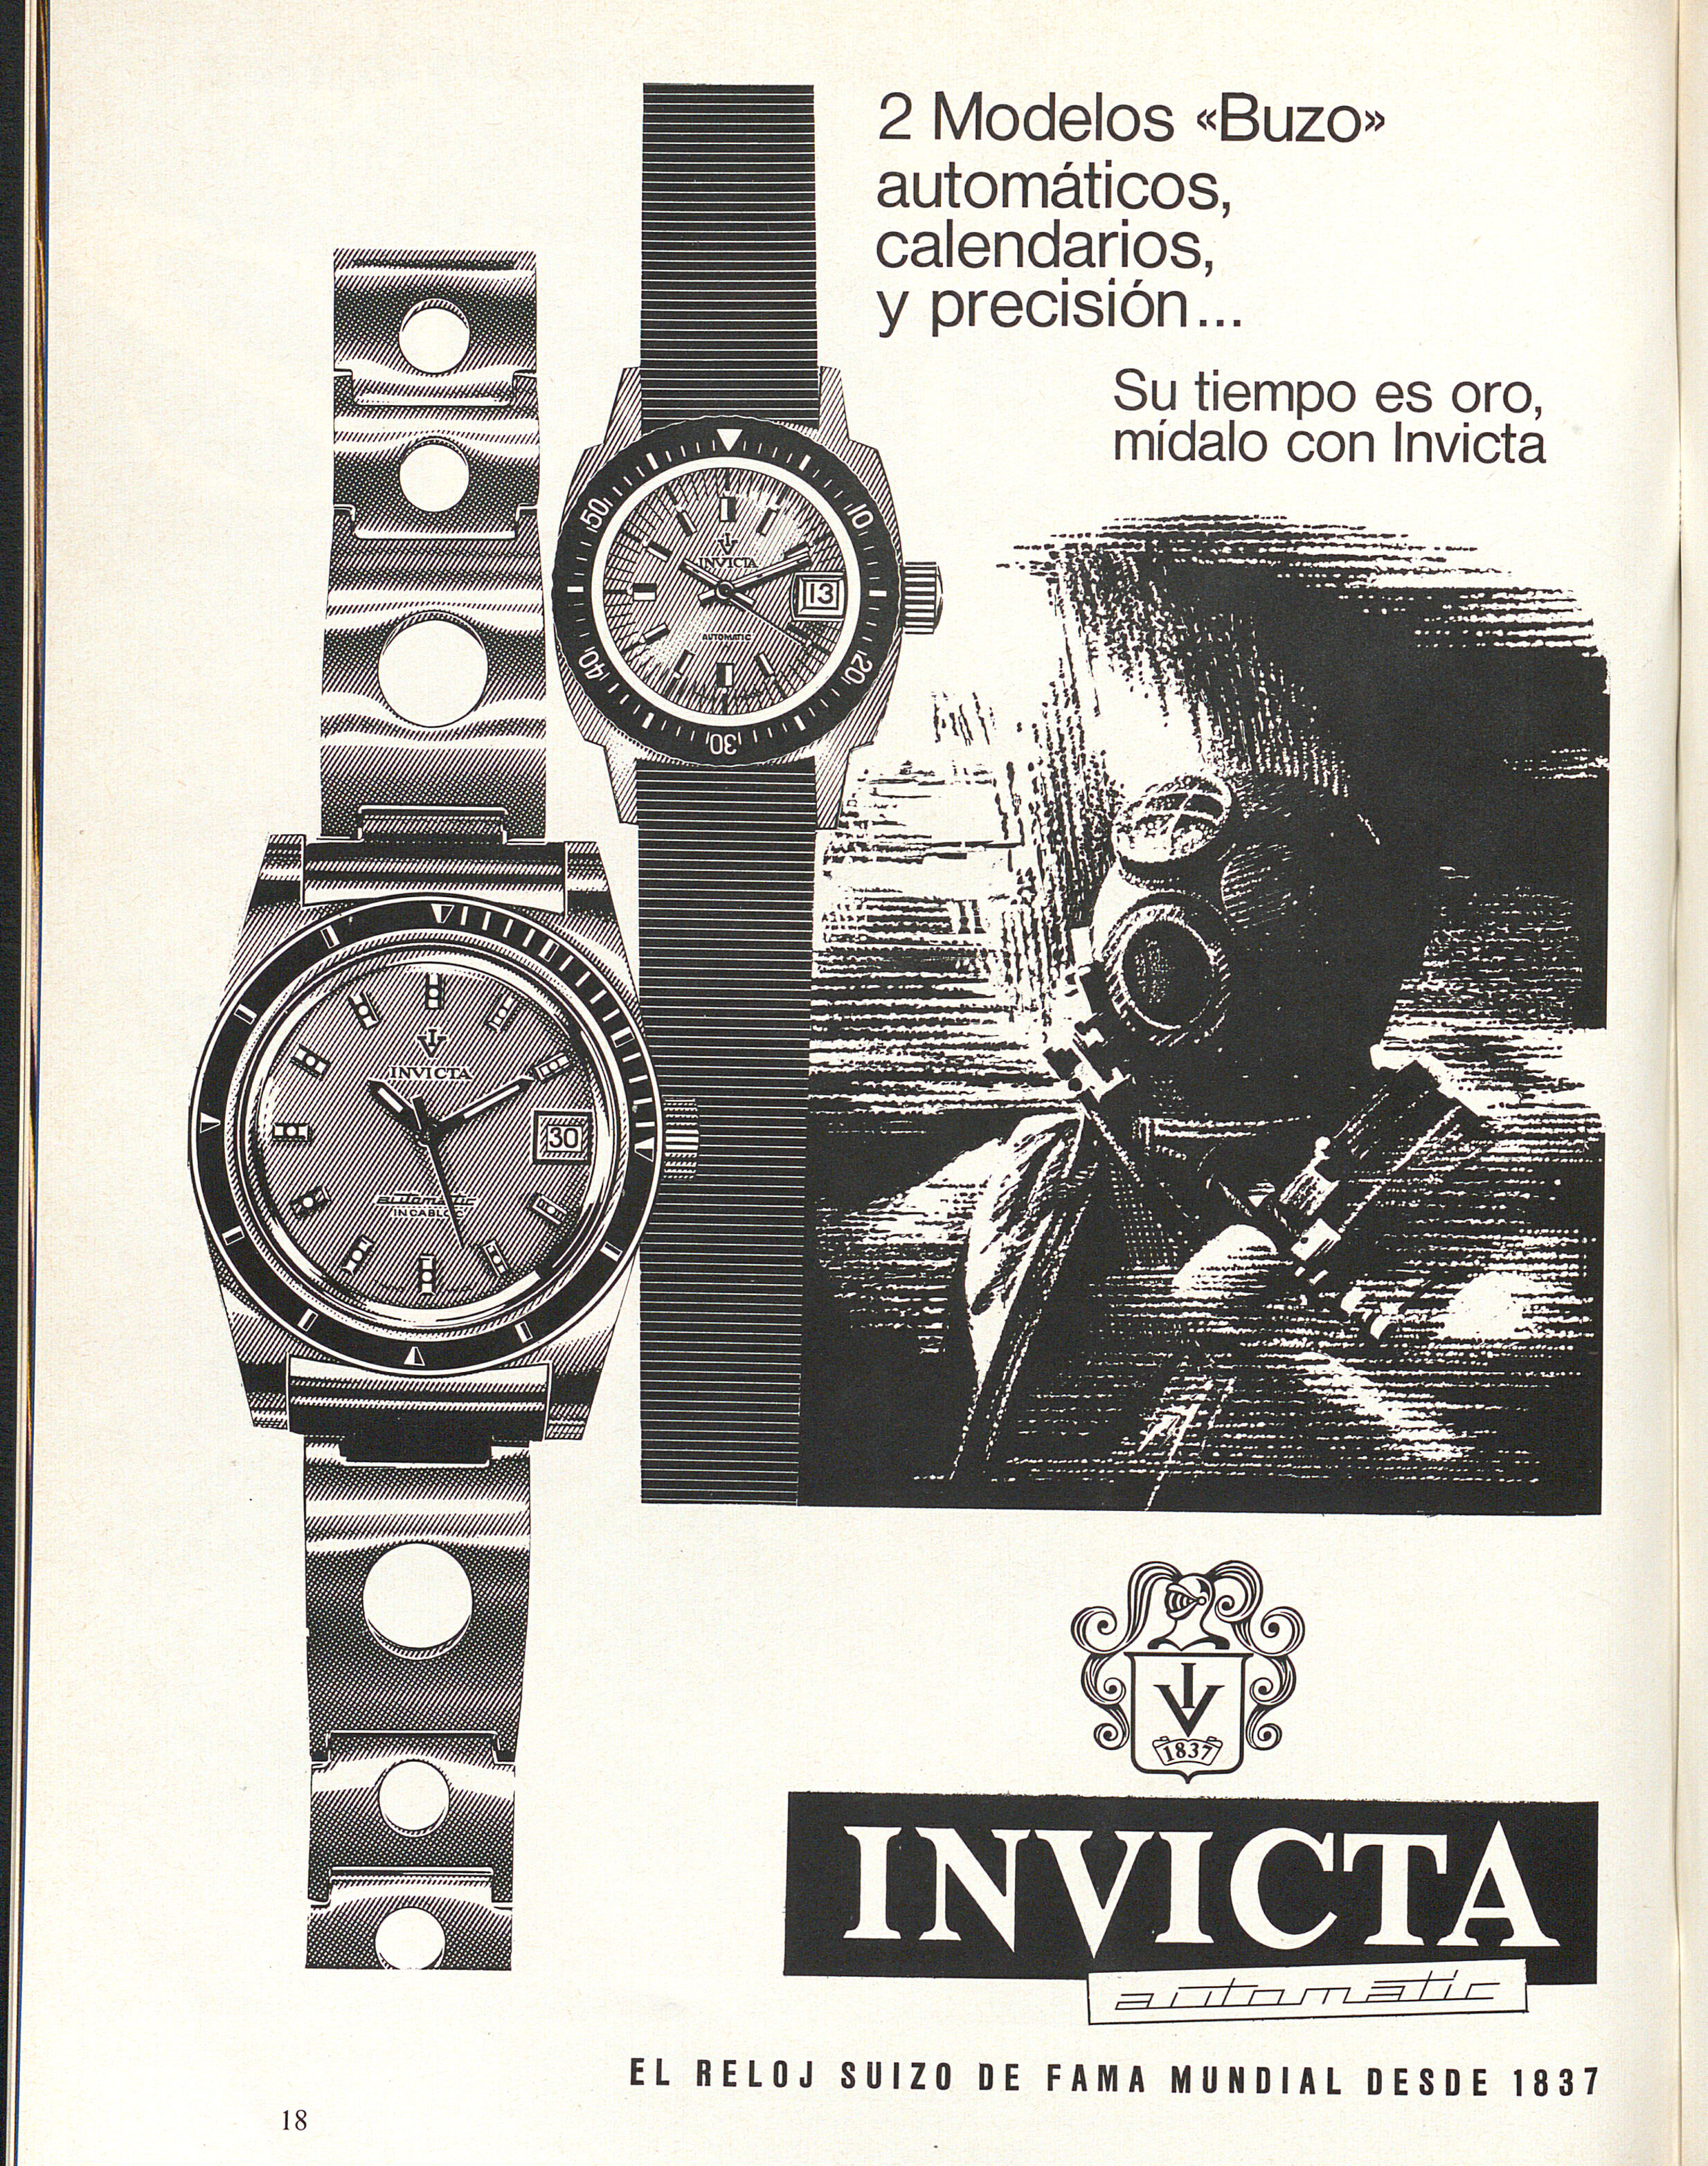 2 Modelos «Buzo»
automáticos,
calendarios,
y precisión...
Su tiempo es oro,
mídalo con Invicta
50
10
INVICTA
13
AUTOMATIC
40
20
30
INVICTA
30
automatic
INCABLOC
IV
1837
INVICTA
automatic
EL RELOJ SUIZO DE FAMA MUNDIAL DESDE 1837
18